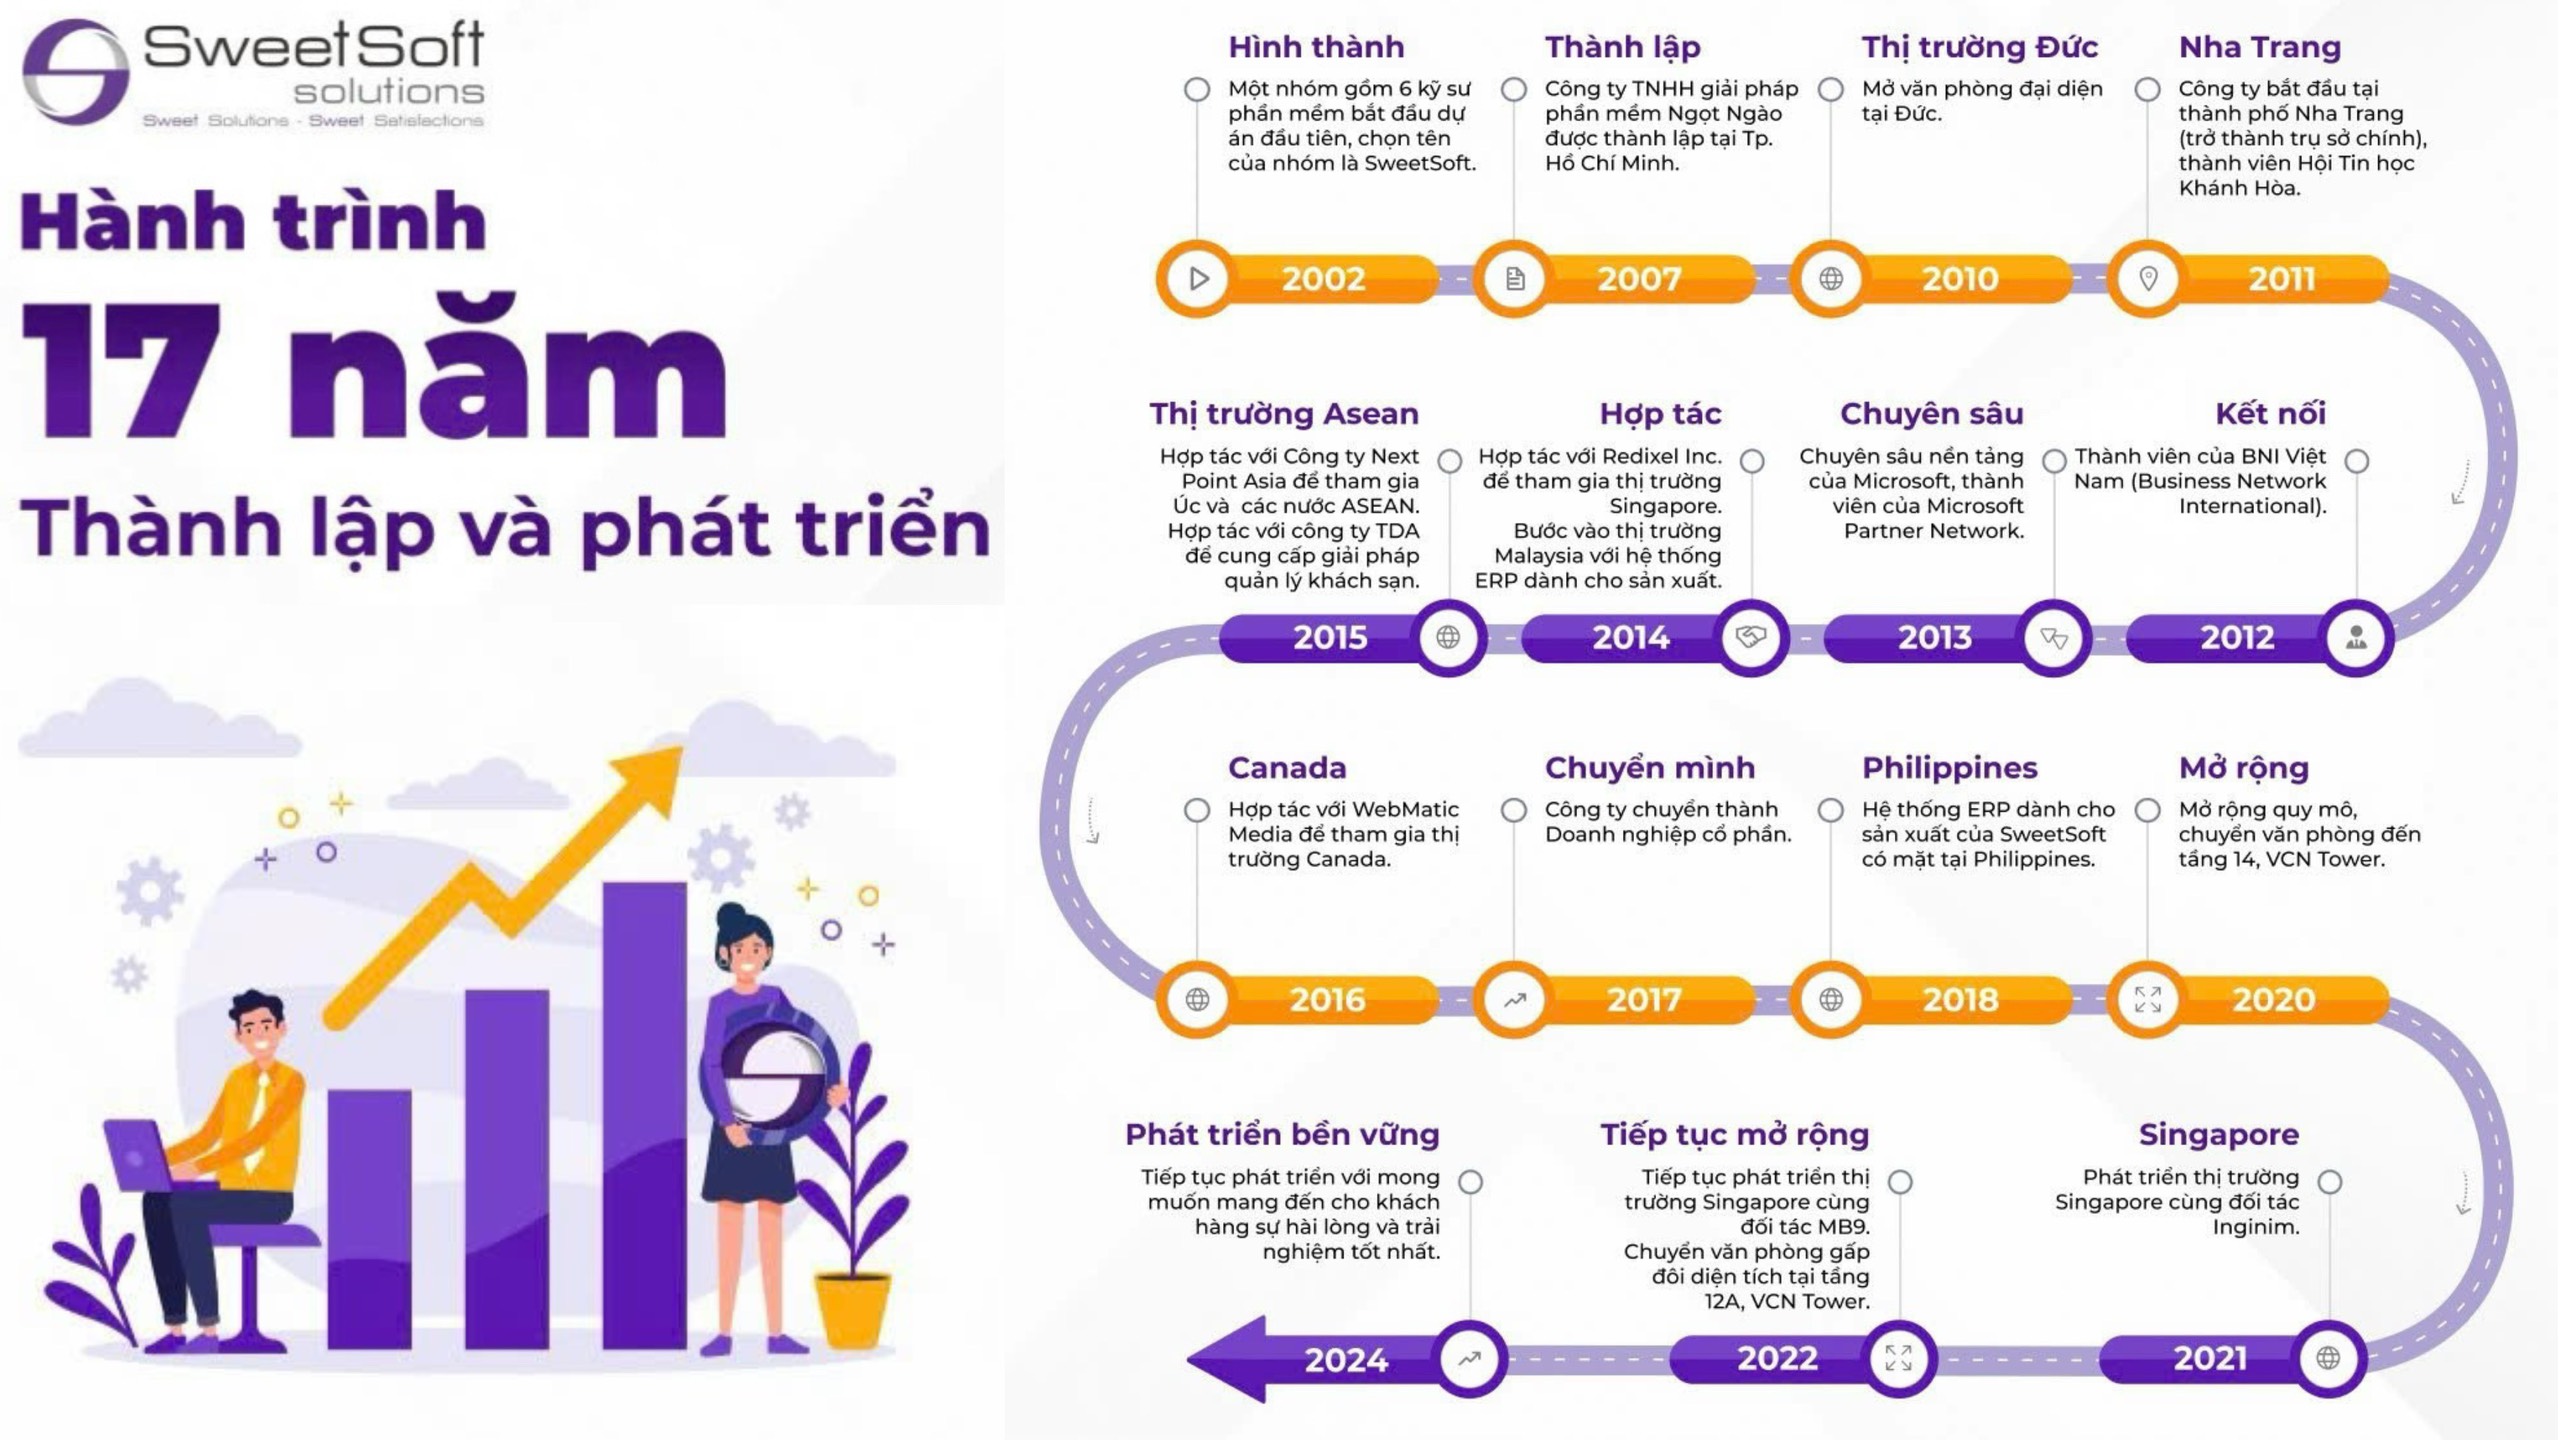 SweetSoft
solutions
Sweet Solutions - Sweet Satisfactions
Hành trình
17 năm
Thành lập và phát triển
Hình thành
Một nhóm gồm 6 kỹ sư
phần mềm bắt đầu dự
án đầu tiên, chọn tên
của nhóm là SweetSoft.
2002
Thành lập
Công ty TNHH giải pháp
phần mềm Ngọt Ngào
được thành lập tại Tp.
Hồ Chí Minh.
2007
Thị trường Đức
Mở văn phòng đại diện
tại Đức.
2010
Nha Trang
Công ty bắt đầu tại
thành phố Nha Trang
(trở thành trụ sở chính),
thành viên Hội Tin học
Khánh Hòa.
2011
Kết nối
Thành viên của BNI Việt
Nam (Business Network
International).
2012
Chuyên sâu
Chuyên sâu nền tảng
của Microsoft, thành
viên của Microsoft
Partner Network.
2013
Hợp tác
Hợp tác với Redixel Inc.
để tham gia thị trường
Singapore.
Bước vào thị trường
Malaysia với hệ thống
ERP dành cho sản xuất.
2014
Thị trường Asean
Hợp tác với Công ty Next
Point Asia để tham gia
Úc và các nước ASEAN.
Hợp tác với công ty TDA
để cung cấp giải pháp
quản lý khách sạn.
2015
Canada
Hợp tác với WebMatic
Media để tham gia thị
trường Canada.
2016
Chuyển mình
Công ty chuyển thành
Doanh nghiệp cổ phần.
2017
Philippines
Hệ thống ERP dành cho
sản xuất của SweetSoft
có mặt tại Philippines.
2018
Mở rộng
Mở rộng quy mô,
chuyển văn phòng đến
tầng 14, VCN Tower.
2020
Singapore
Phát triển thị trường
Singapore cùng đối tác
Inginim.
2021
Tiếp tục mở rộng
Tiếp tục phát triển thị
trường Singapore cùng
đối tác MB9.
Chuyển văn phòng gấp
đôi diện tích tại tầng
12A, VCN Tower.
2022
Phát triển bền vững
Tiếp tục phát triển với mong
muốn mang đến cho khách
hàng sự hài lòng và trải
nghiệm tốt nhất.
2024